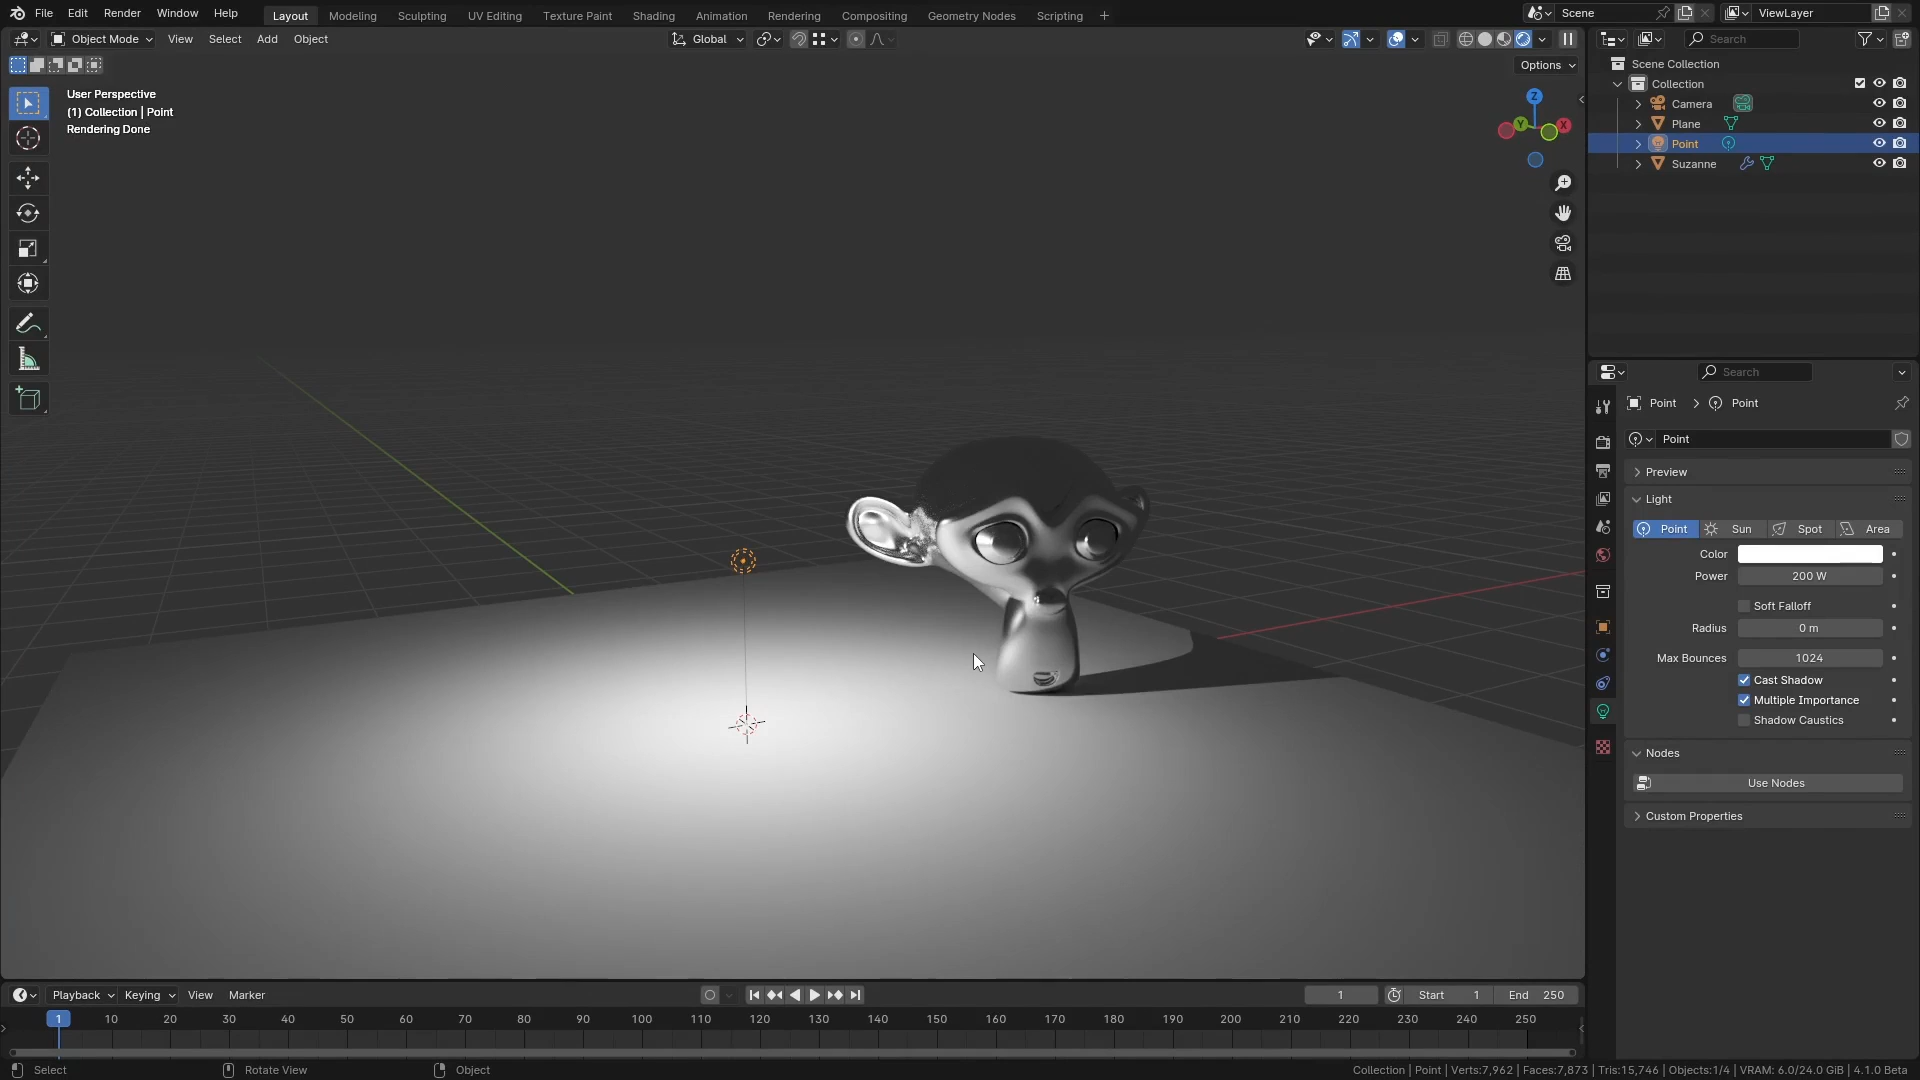 File Edit Render Window Help Layout Modeling Sculpting UV Editing Texture Paint Shading Animation Rendering Compositing Geometry Nodes Scripting Scene ViewLayer
Object Mode View Select Add Object Global Search
Options
User Perspective
(1) Collection | Point
Rendering Done
Z
Y
X
Scene Collection
Collection
Camera
Plane
Point
Suzanne
Search
Point Point
Point
Preview
Light
Point Sun Spot Area
Color
Power 200 W
Soft Falloff
Radius 0 m
Max Bounces 1024
Cast Shadow
Multiple Importance
Shadow Caustics
Nodes
Use Nodes
Custom Properties
Playback Keying View Marker 1 Start 1 End 250
1 10 20 30 40 50 60 70 80 90 100 110 120 130 140 150 160 170 180 190 200 210 220 230 240 250
Select Rotate View Object Collection | Point | Verts:7,962 | Faces:7,873 | Tris:15,746 | Objects:1/4 | VRAM: 6.0/24.0 GiB | 4.1.0 Beta